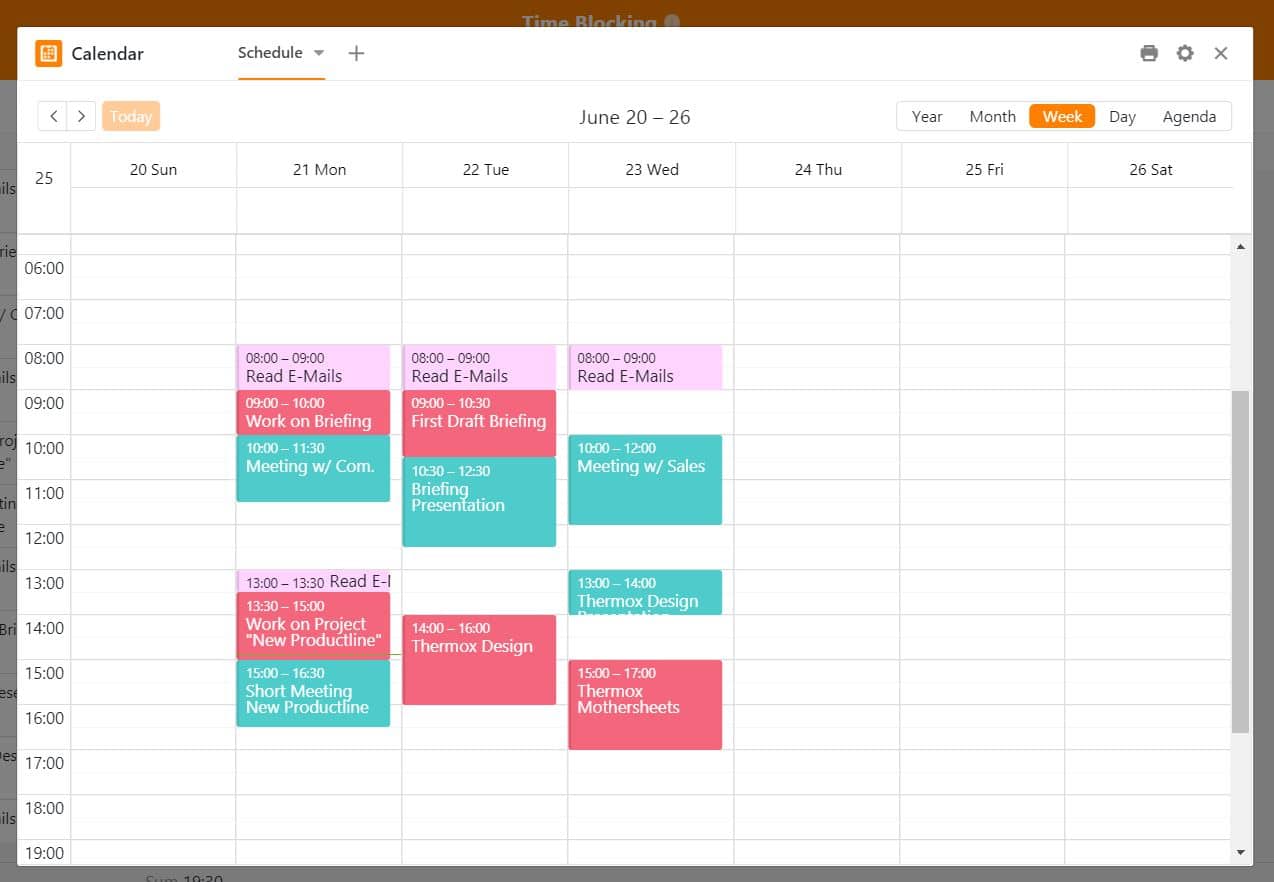 Time Blocking
Calendar
Schedule
Today
June 20 – 26
Year Month Week Day Agenda
25
20 Sun
21 Mon
22 Tue
23 Wed
24 Thu
25 Fri
26 Sat
06:00
07:00
08:00
09:00
10:00
11:00
12:00
13:00
14:00
15:00
16:00
17:00
18:00
19:00
08:00 – 09:00
Read E-Mails
09:00 – 10:00
Work on Briefing
10:00 – 11:30
Meeting w/ Com.
13:00 – 13:30 Read E-
13:30 – 15:00
Work on Project
"New Productline"
15:00 – 16:30
Short Meeting
New Productline
08:00 – 09:00
Read E-Mails
09:00 – 10:30
First Draft Briefing
10:30 – 12:30
Briefing
Presentation
14:00 – 16:00
Thermox Design
08:00 – 09:00
Read E-Mails
10:00 – 12:00
Meeting w/ Sales
13:00 – 14:00
Thermox Design
Presentation
15:00 – 17:00
Thermox
Mothersheets
Sum 19:30